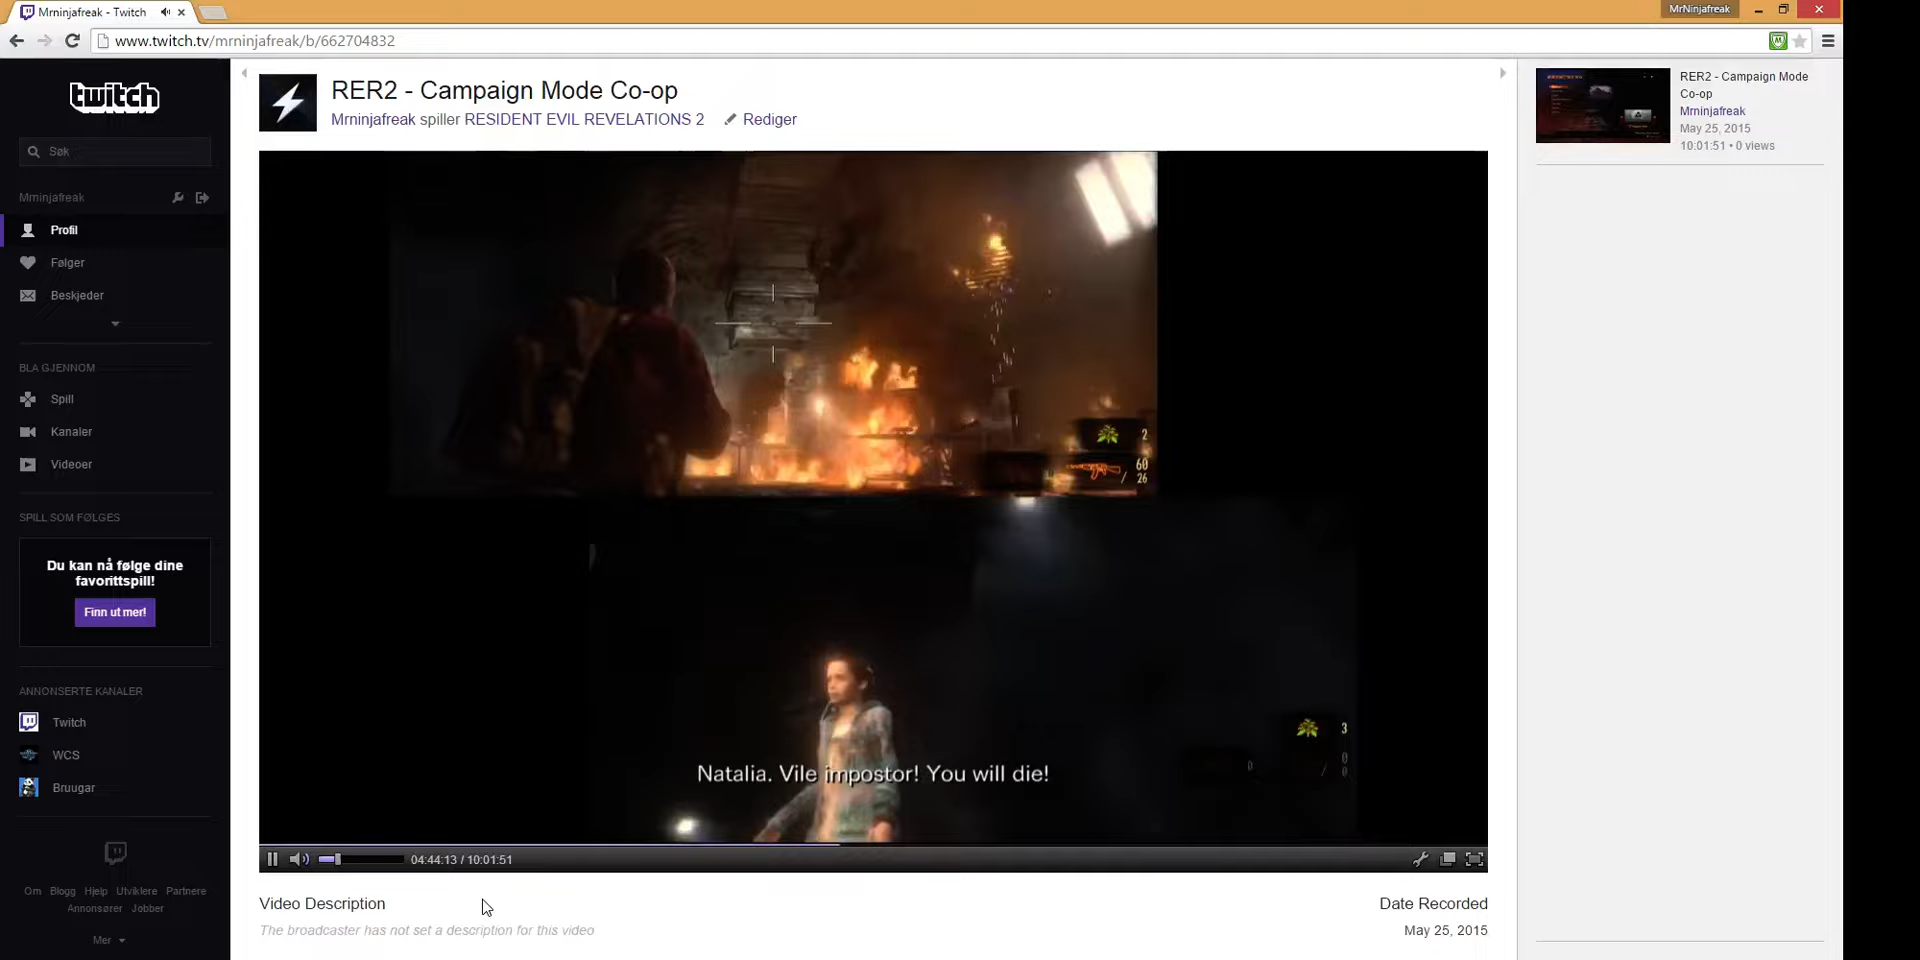 Mrninjafreak - Twitch
MrNinjafreak
www.twitch.tv/mrninjafreak/b/662704832
twitch
Søk
Mrninjafreak
Profil
Følger
Beskjeder
BLA GJENNOM
Spill
Kanaler
Videoer
SPILL SOM FØLGES
Du kan nå følge dine
favorittspill!
Finn ut mer!
ANNONSERTE KANALER
Twitch
WCS
Bruugar
Om Blogg Hjelp Utviklere Partnere
Annonsører Jobber
Mer
RER2 - Campaign Mode Co-op
Mrninjafreak spiller RESIDENT EVIL REVELATIONS 2 Rediger
2
60
/ 26
3
0
0
/ 0
Natalia. Vile impostor! You will die!
04:44:13 / 10:01:51
Video Description
The broadcaster has not set a description for this video
Date Recorded
May 25, 2015
RER2 - Campaign Mode
Co-op
Mrninjafreak
May 25, 2015
10:01:51 • 0 views